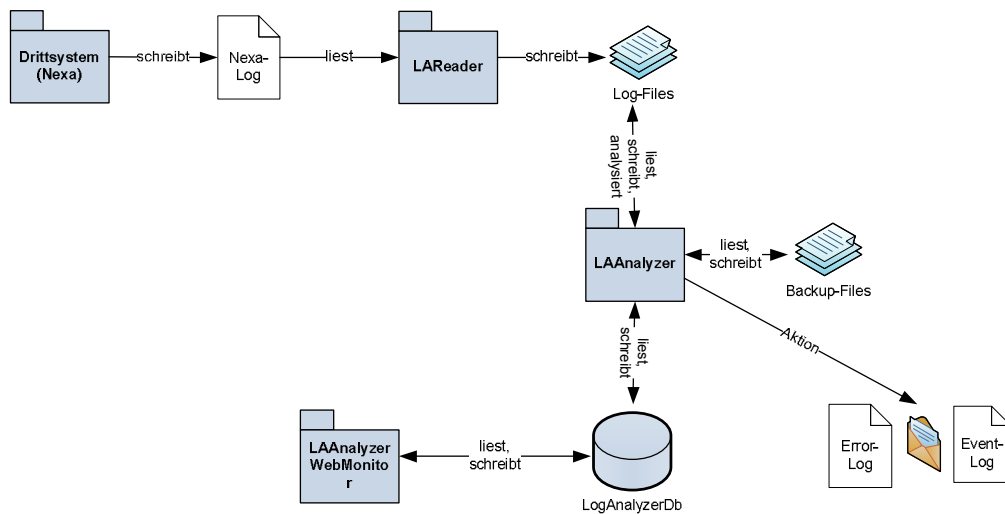 Drittsystem
(Nexa)
schreibt
Nexa-
Log
liest
LAReader
schreibt
Log-Files
liest,
schreibt,
analysiert
LAAnalyzer
liest,
schreibt
Backup-Files
liest,
schreibt
Aktion
LAAnalyzer
WebMonito
r
liest,
schreibt
LogAnalyzerDb
Error-
Log
Event-
Log